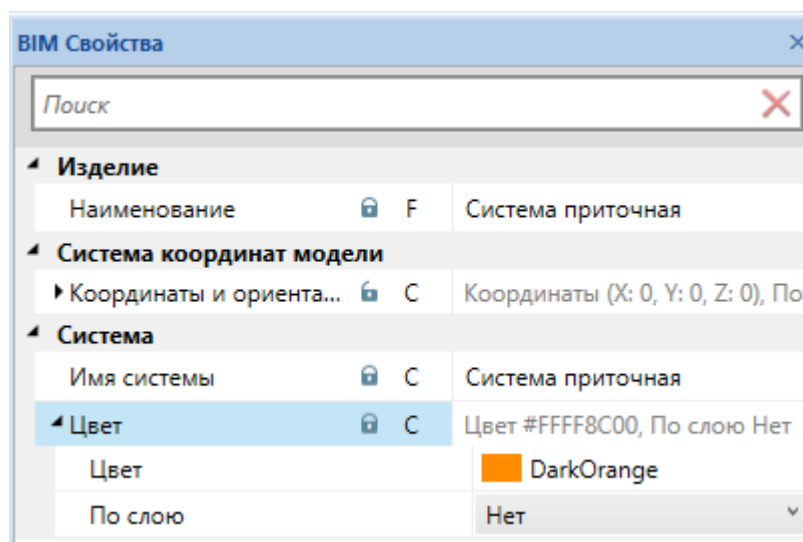 BIM Свойства
Поиск
Изделие
Наименование F Система приточная
Система координат модели
Координаты и ориента... C Координаты (X: 0, Y: 0, Z: 0), По
Система
Имя системы C Система приточная
Цвет C Цвет #FFFF8C00, По слою Нет
Цвет DarkOrange
По слою Нет